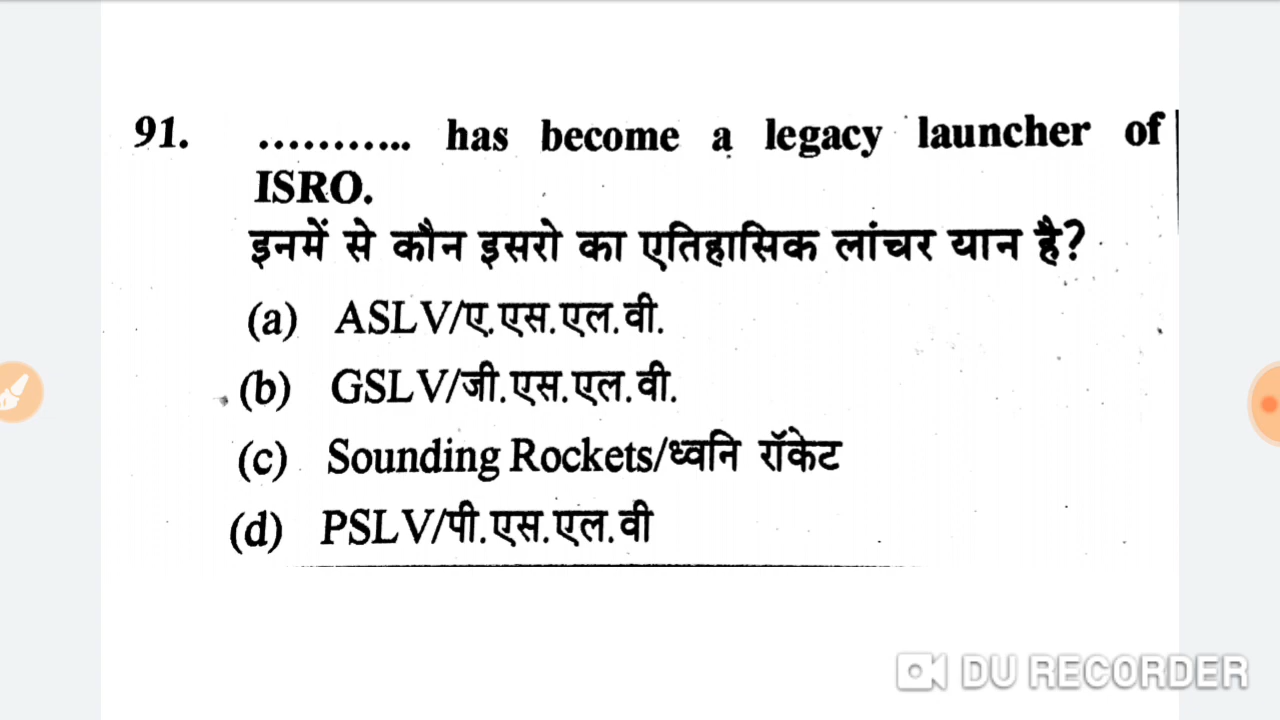 91. ........... has become a legacy launcher of
ISRO.
इनमें से कौन इसरो का एतिहासिक लांचर यान है?
(a) ASLV/ए.एस.एल.वी.
(b) GSLV/जी.एस.एल.वी.
(c) Sounding Rockets/ध्वनि रॉकेट
(d) PSLV/पी.एस.एल.वी
DU RECORDER